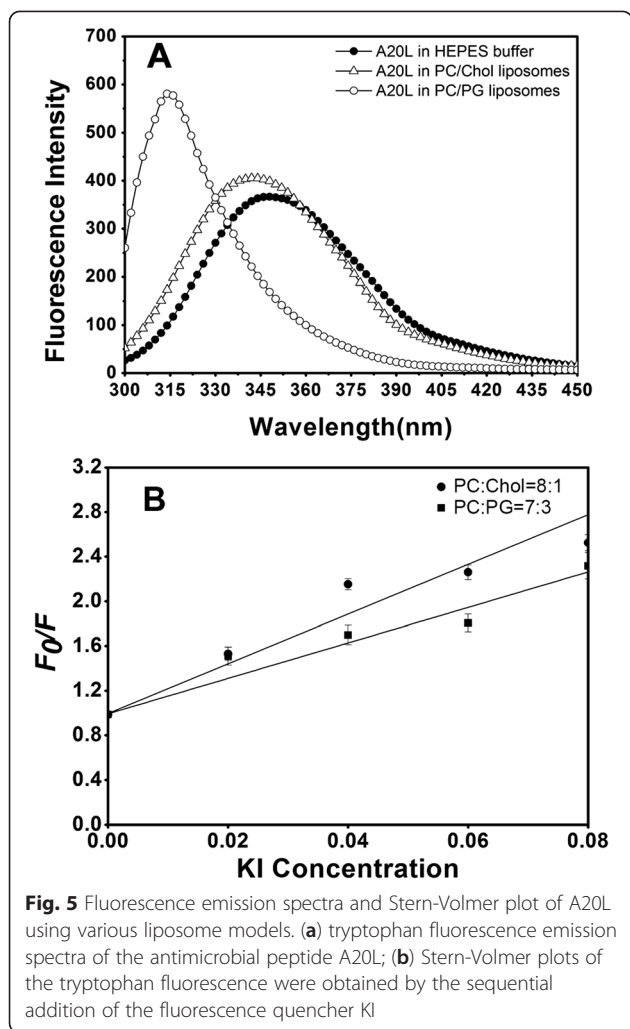 A
A20L in HEPES buffer
A20L in PC/Chol liposomes
A20L in PC/PG liposomes
700
600
500
400
300
200
100
0
Fluorescence Intensity
300 315 330 345 360 375 390 405 420 435 450
Wavelength(nm)
B
PC:Chol=8:1
PC:PG=7:3
3.2
2.8
2.4
2.0
1.6
1.2
0.8
0.4
0.0
F0/F
0.00 0.02 0.04 0.06 0.08
KI Concentration
Fig. 5 Fluorescence emission spectra and Stern-Volmer plot of A20L
using various liposome models. (a) tryptophan fluorescence emission
spectra of the antimicrobial peptide A20L; (b) Stern-Volmer plots of
the tryptophan fluorescence were obtained by the sequential
addition of the fluorescence quencher KI